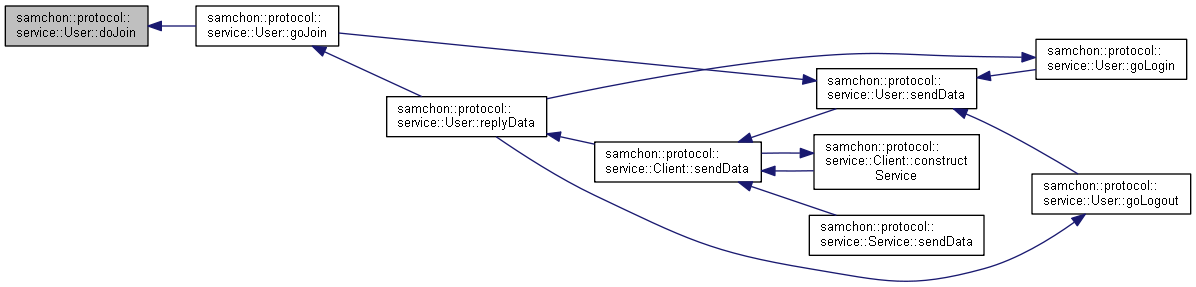 samchon::protocol::
service::User::doJoin
samchon::protocol::
service::User::goJoin
samchon::protocol::
service::User::replyData
samchon::protocol::
service::Client::sendData
samchon::protocol::
service::User::sendData
samchon::protocol::
service::Client::construct
Service
samchon::protocol::
service::Service::sendData
samchon::protocol::
service::User::goLogin
samchon::protocol::
service::User::goLogout